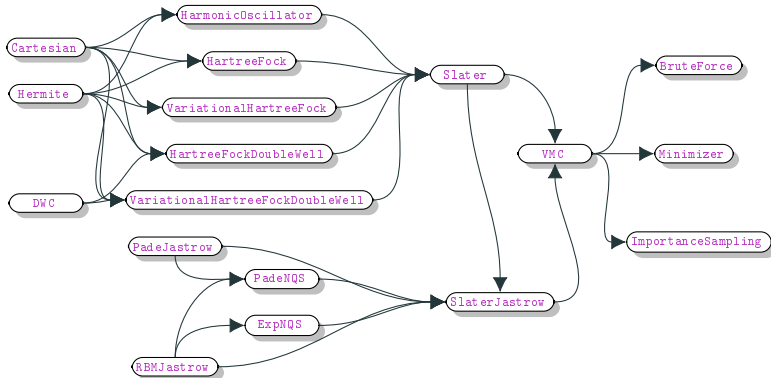 HarmonicOscillator
Cartesian
HartreeFock
BruteForce
Slater
Hermite
VariationalHartreeFock
HartreeFockDoubleWell
VMC
Minimizer
DWC
VariationalHartreeFockDoubleWell
PadeJastrow
ImportanceSampling
PadeNQS
SlaterJastrow
ExpNQS
RBMJastrow